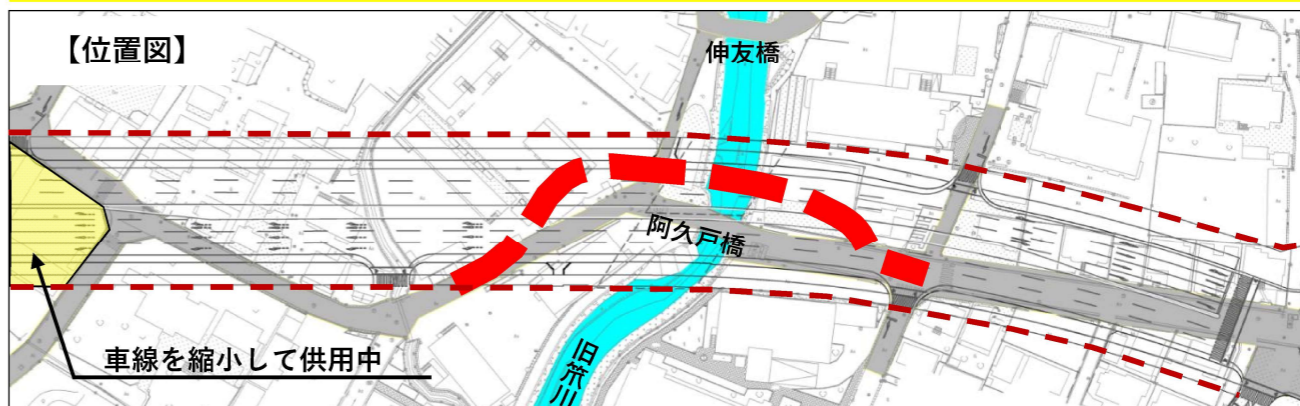 【位置図】
伸友橋
阿久戸橋
車線を縮小して供用中
旧笊川